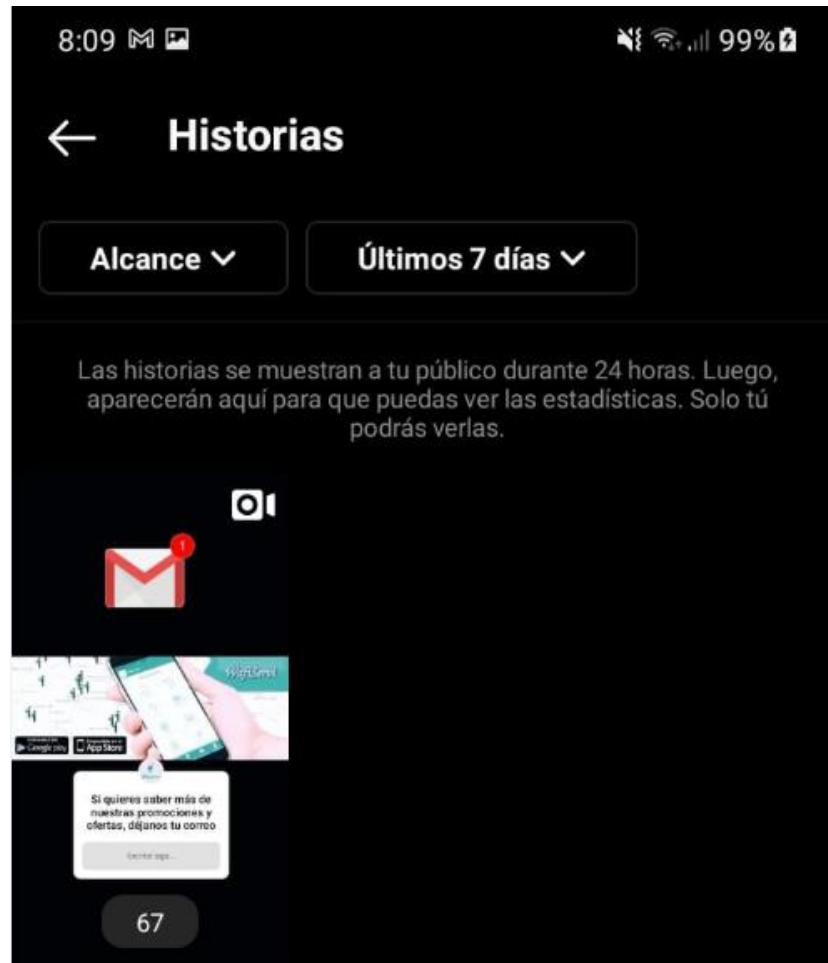 8:09
99%
Historias
Alcance
Últimos 7 días
Las historias se muestran a tu público durante 24 horas. Luego,
aparecerán aquí para que puedas ver las estadísticas. Solo tú
podrás verlas.
1
Google play
App Store
Si quieres saber más de
nuestras promociones y
ofertas, déjanos tu correo
67